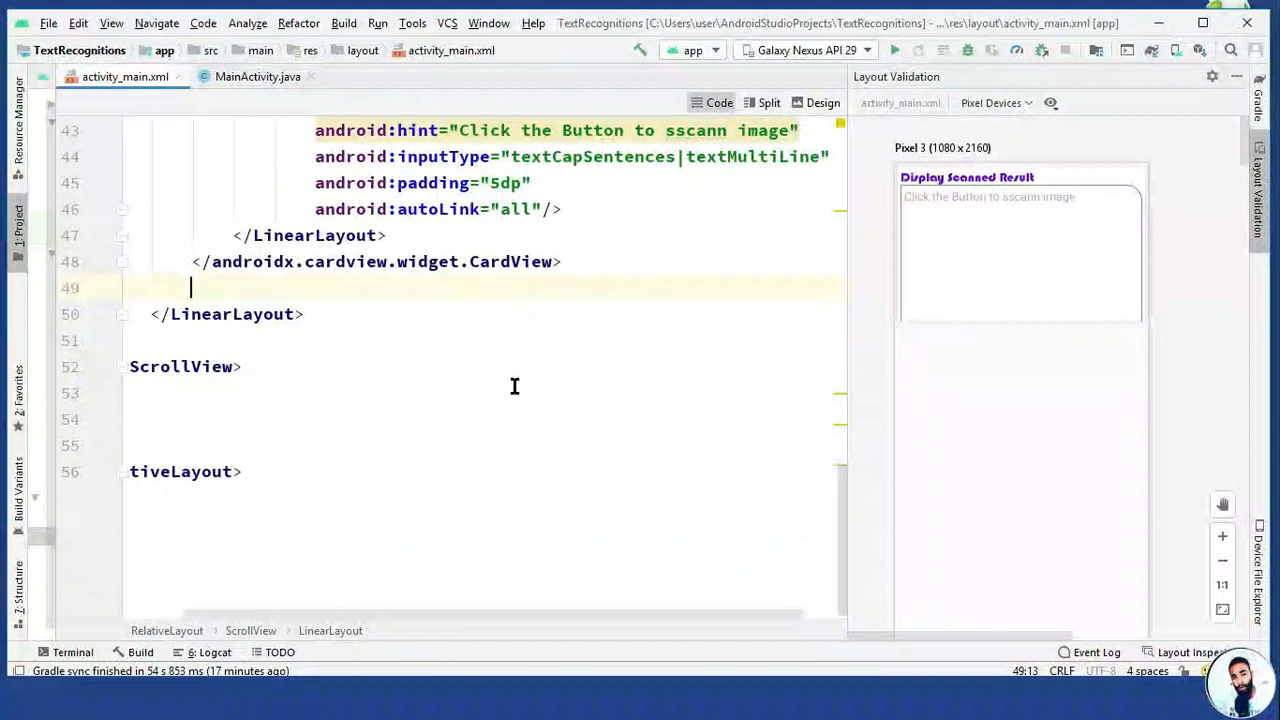 File Edit View Navigate Code Analyze Refactor Build Run Tools VCS Window Help TextRecognitions [C:\Users\user\AndroidStudioProjects\TextRecognitions] - ...\res\layout\activity_main.xml [app]
TextRecognitions app src main res layout activity_main.xml app Galaxy Nexus API 29
activity_main.xml MainActivity.java Layout Validation
Code Split Design activity_main.xml Pixel Devices
43 android:hint="Click the Button to sscann image"
44 android:inputType="textCapSentences|textMultiLine"
45 android:padding="5dp"
46 android:autoLink="all"/>
47 </LinearLayout>
48 </androidx.cardview.widget.CardView>
49
50 </LinearLayout>
51
52 ScrollView>
53
54
55
56 tiveLayout>
Pixel 3 (1080 x 2160)
Display Scanned Result
Click the Button to sscann image
1:1
Resource Manager
1: Project
2: Favorites
Build Variants
7: Structure
Gradle
Layout Validation
Device File Explorer
RelativeLayout ScrollView LinearLayout
Terminal Build 6: Logcat TODO Event Log
Gradle sync finished in 54 s 853 ms (17 minutes ago) 49:13 CRLF UTF-8 4 spaces